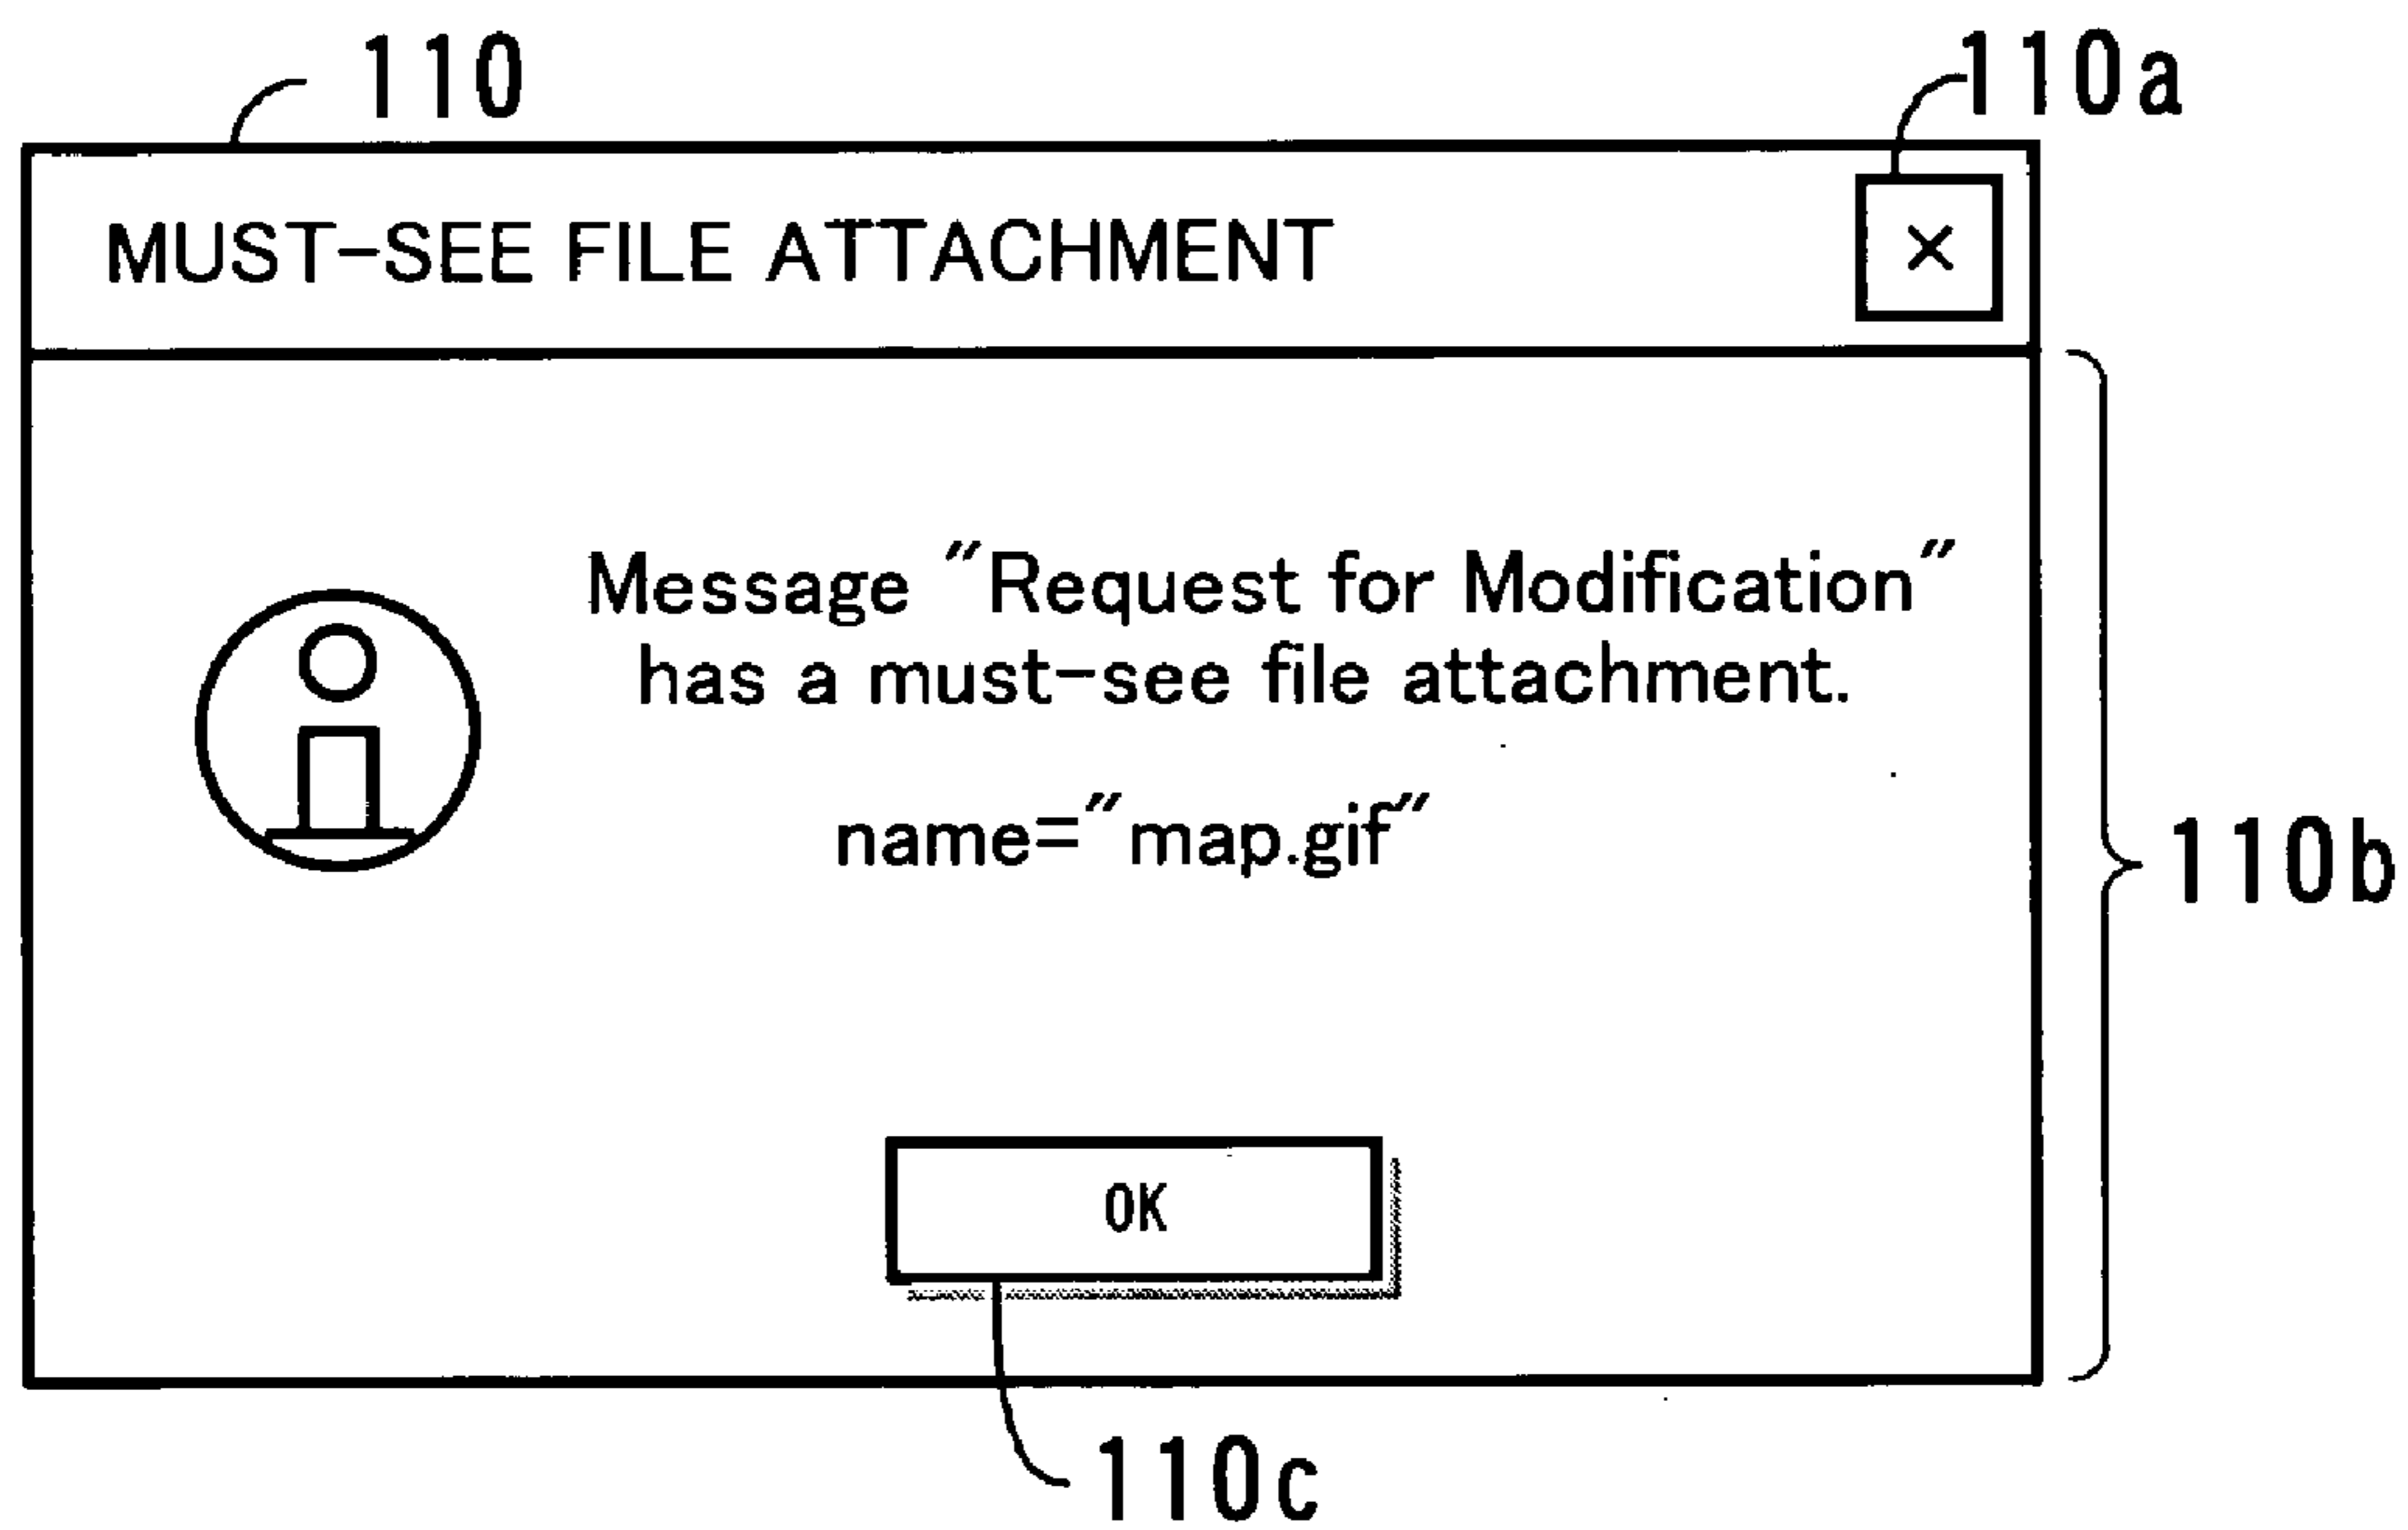 110
110a
MUST-SEE FILE ATTACHMENT
×
Message "Request for Modification"
has a must-see file attachment.
name="map.gif"
110b
OK
110c